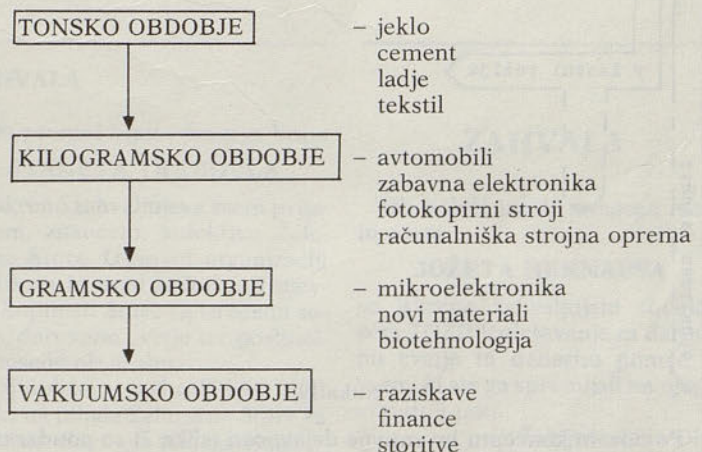 TONSKO OBDOBJE – jeklo
cement
ladje
tekstil
KILOGRAMSKO OBDOBJE – avtomobili
zabavna elektronika
fotokopirni stroji
računalniška strojna oprema
GRAMSKO OBDOBJE – mikroelektronika
novi materiali
biotehnologija
VAKUUMSKO OBDOBJE – raziskave
finance
storitve